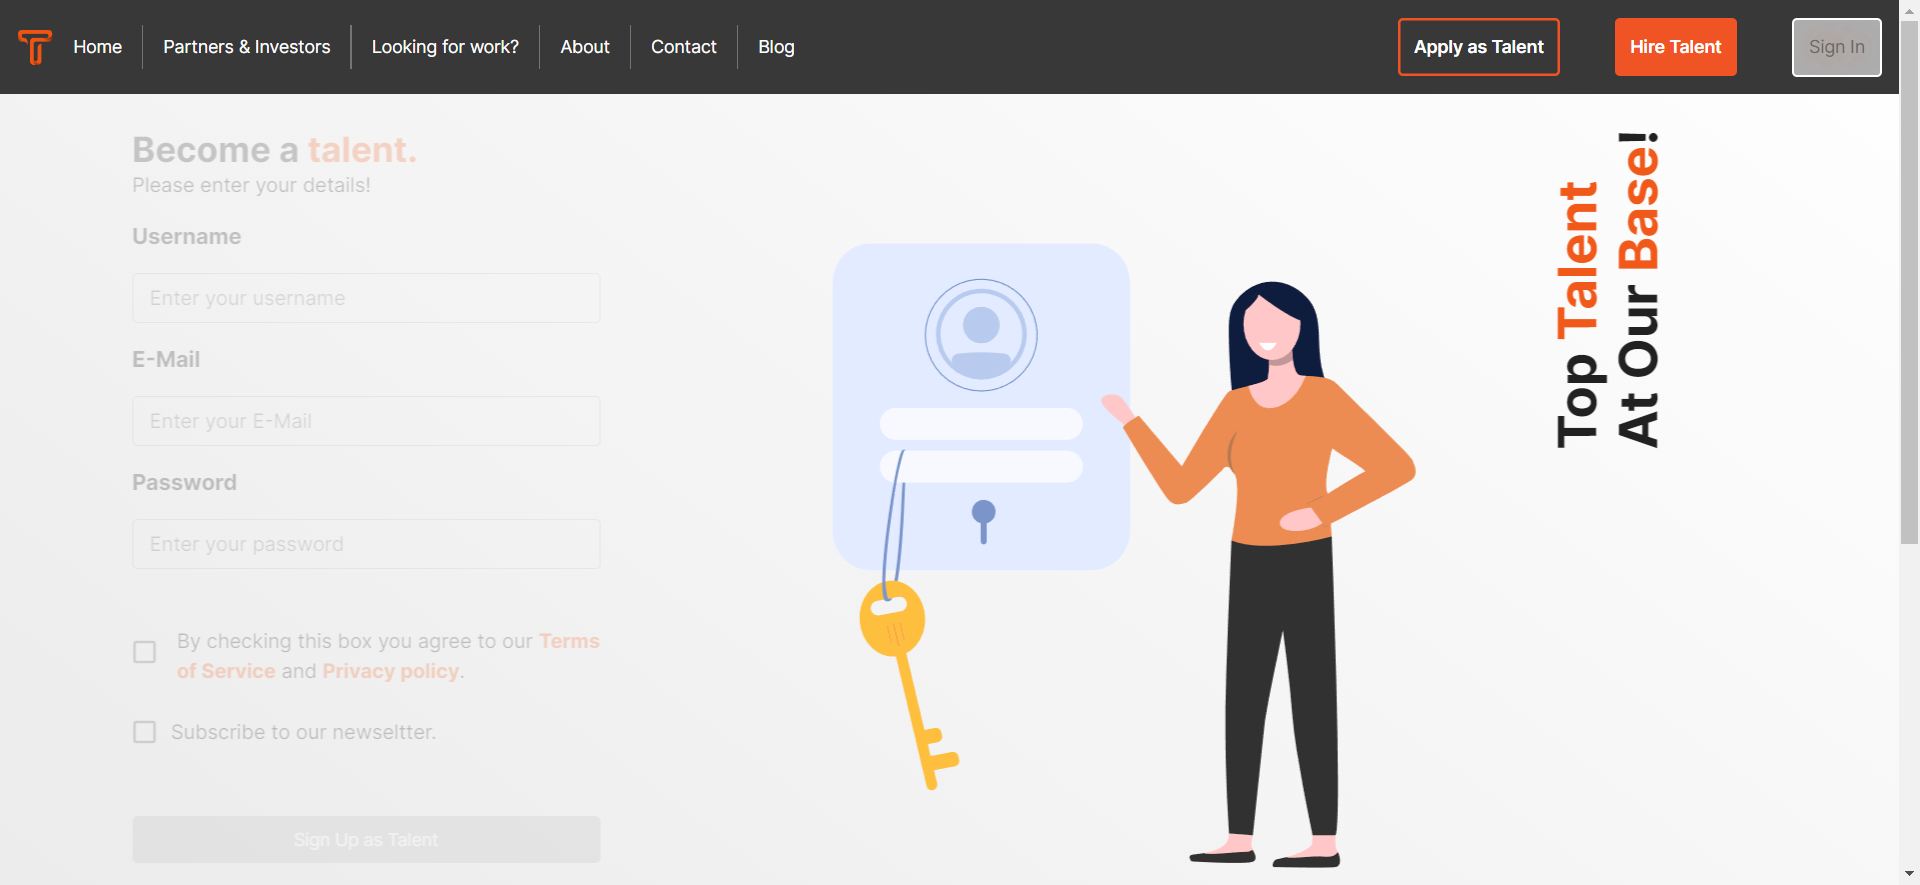 Home
Partners & Investors
Looking for work?
About
Contact
Blog
Apply as Talent
Hire Talent
Sign In
Become a talent.
Please enter your details!
Username
Enter your username
E-Mail
Enter your E-Mail
Password
Enter your password
By checking this box you agree to our Terms
of Service and Privacy policy.
Subscribe to our newseltter.
Sign Up as Talent
Top Talent
At Our Base!